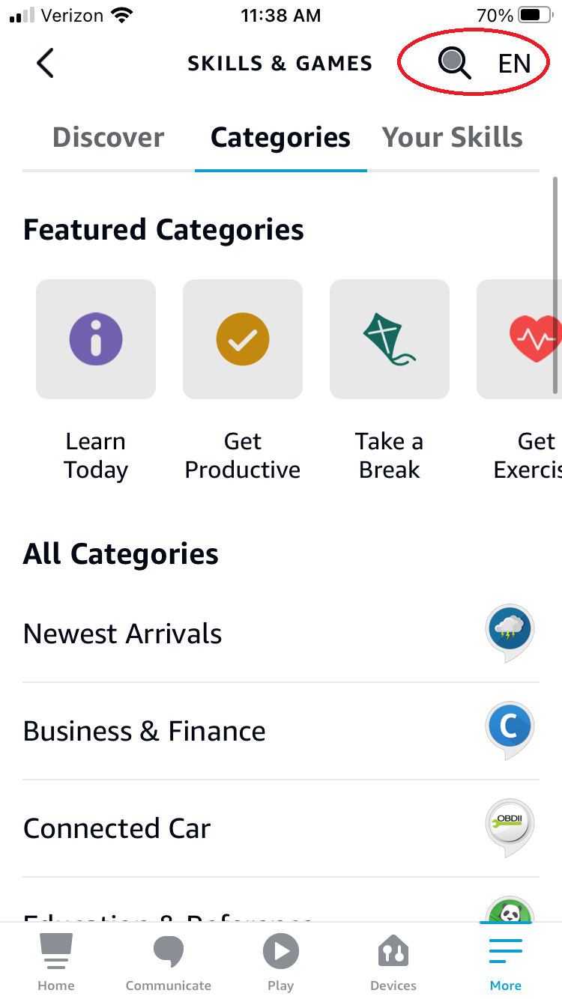 Verizon 11:38 AM 70%
SKILLS & GAMES EN
Discover Categories Your Skills
Featured Categories
Learn Today
Get Productive
Take a Break
Get Exercis
All Categories
Newest Arrivals
Business & Finance
C
Connected Car
OBDII
Education & Reference
Home Communicate Play Devices More